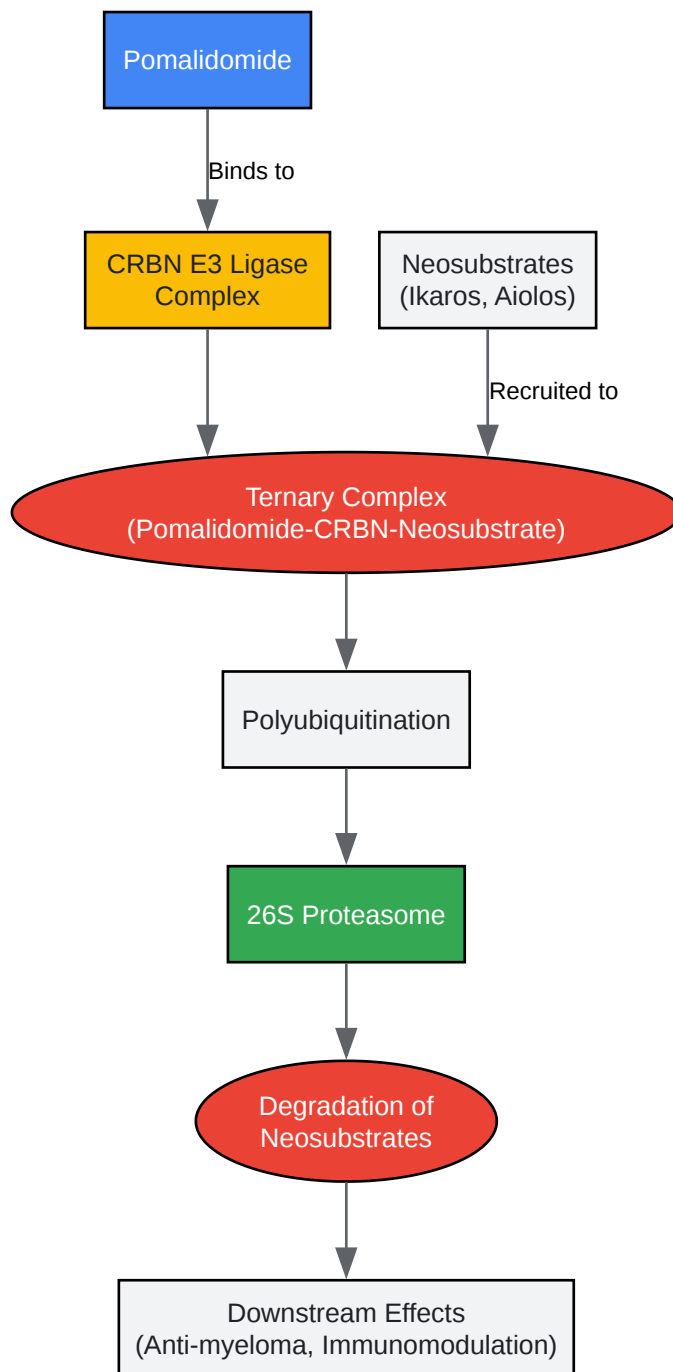 Pomalidomide
Binds to
CRBN E3 Ligase
Complex
Neosubstrates
(Ikaros, Aiolos)
Recruited to
Ternary Complex
(Pomalidomide-CRBN-Neosubstrate)
Polyubiquitination
26S Proteasome
Degradation of
Neosubstrates
Downstream Effects
(Anti-myeloma, Immunomodulation)